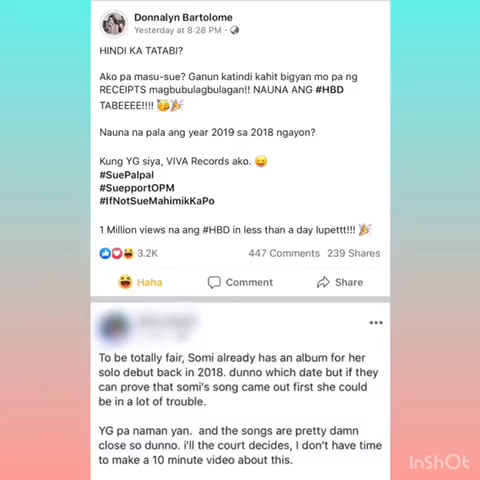 Donnalyn Bartolome
Yesterday at 8:28 PM ·
HINDI KA TATABI?
Ako pa masu-sue? Ganun katindi kahit bigyan mo pa ng
RECEIPTS magbubulagbulagan!! NAUNA ANG #HBD
TABEEEE!!!! 🥳🎉
Nauna na pala ang year 2019 sa 2018 ngayon?
Kung YG siya, VIVA Records ako. 😄
#SuePalpal
#SuepportOPM
#IfNotSueMahimikKaPo
1 Million views na ang #HBD in less than a day lupettt!!! 🎉
3.2K 447 Comments 239 Shares
Haha Comment Share
To be totally fair, Somi already has an album for her
solo debut back in 2018. dunno which date but if they
can prove that somi's song came out first she could
be in a lot of trouble.
YG pa naman yan. and the songs are pretty damn
close so dunno. i'll the court decides, I don't have time
to make a 10 minute video about this.
InShOt